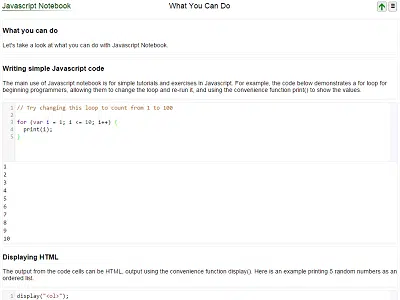 Javascript Notebook
What You Can Do
What you can do
Let's take a look at what you can do with Javascript Notebook.
Writing simple Javascript code
The main use of Javascript notebook is for simple tutorials and exercises in Javascript. For example, the code below demonstrates a for loop for
beginning programmers, allowing them to change the loop and re-run it, and using the convenience function print() to show the values.
1 // Try changing this loop to count from 1 to 100
2
3 for (var i = 1; i <= 10; i++) {
4 print(i);
5 }
1
2
3
4
5
6
7
8
9
10
Displaying HTML
The output from the code cells can be HTML, output using the convenience function display(). Here is an example printing 5 random numbers as an
ordered list.
1 display("<ol>");